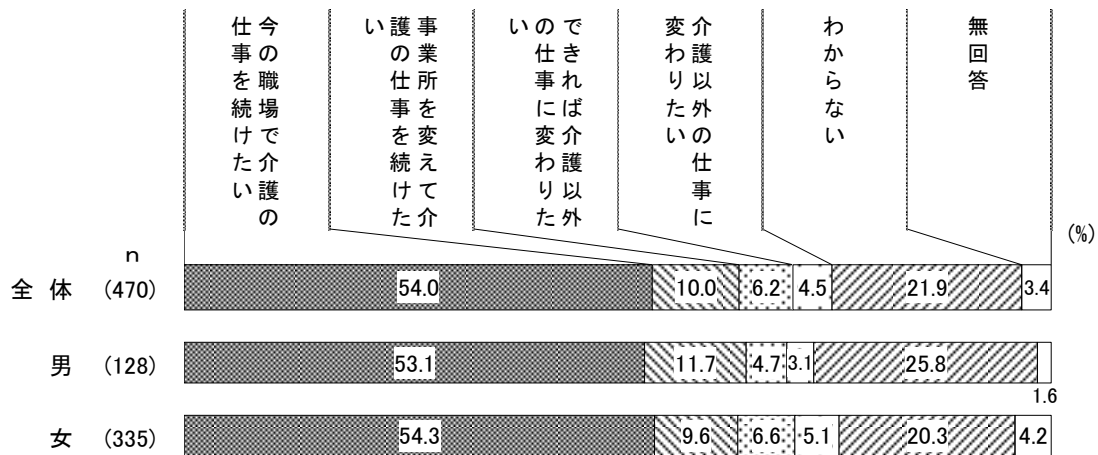 今の職場で介護の
仕事を続けたい
事業所を変えて介
護の仕事を続けた
い
できれば介護以外
の仕事に変わりた
い
介護以外の仕事に
変わりたい
わからない
無回答
(%)
n
全 体 (470) 54.0 10.0 6.2 4.5 21.9 3.4
男 (128) 53.1 11.7 4.7 3.1 25.8
1.6
女 (335) 54.3 9.6 6.6 5.1 20.3 4.2